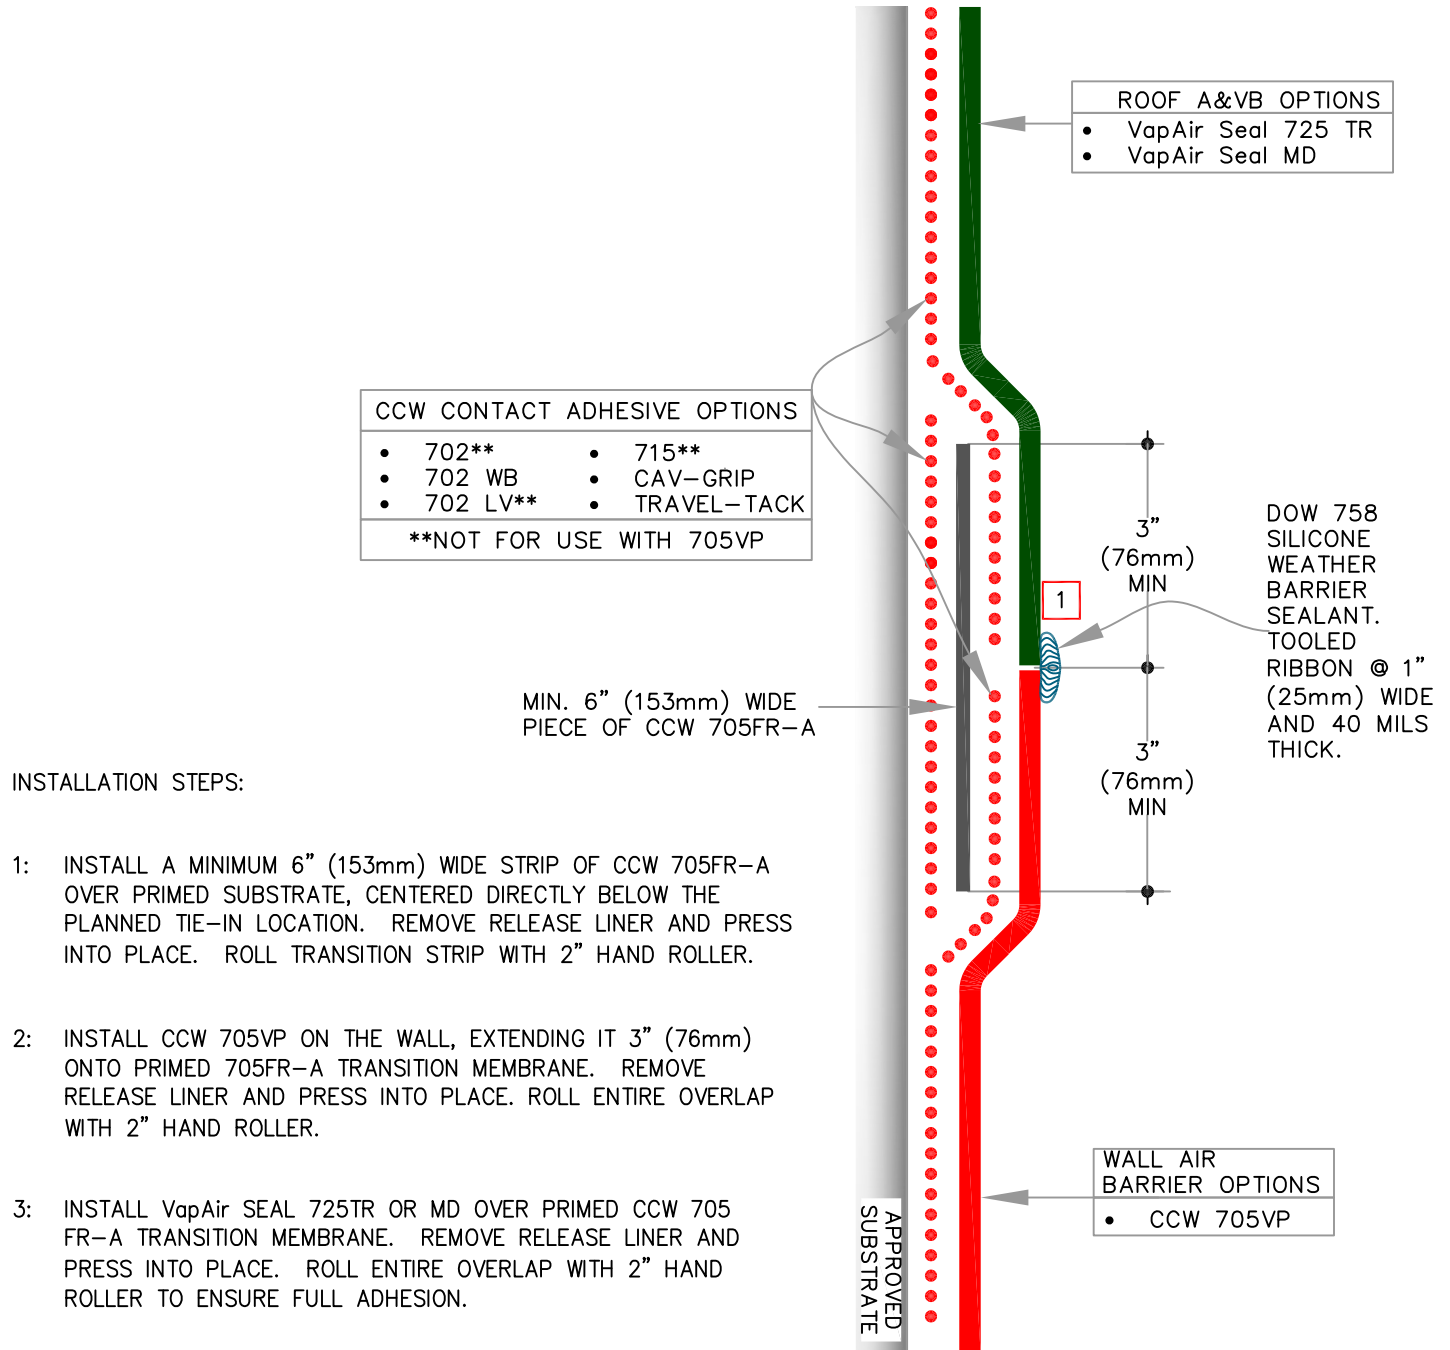 ROOF A&VB OPTIONS
• VapAir Seal 725 TR
• VapAir Seal MD
CCW CONTACT ADHESIVE OPTIONS
• 702** • 715**
• 702 WB • CAV-GRIP
• 702 LV** • TRAVEL-TACK
**NOT FOR USE WITH 705VP
3"
(76mm)
MIN
1
DOW 758
SILICONE
WEATHER
BARRIER
SEALANT.
TOOLED
RIBBON @ 1"
(25mm) WIDE
AND 40 MILS
THICK.
MIN. 6" (153mm) WIDE
PIECE OF CCW 705FR-A
3"
(76mm)
MIN
INSTALLATION STEPS:
1: INSTALL A MINIMUM 6" (153mm) WIDE STRIP OF CCW 705FR-A
OVER PRIMED SUBSTRATE, CENTERED DIRECTLY BELOW THE
PLANNED TIE-IN LOCATION. REMOVE RELEASE LINER AND PRESS
INTO PLACE. ROLL TRANSITION STRIP WITH 2" HAND ROLLER.
2: INSTALL CCW 705VP ON THE WALL, EXTENDING IT 3" (76mm)
ONTO PRIMED 705FR-A TRANSITION MEMBRANE. REMOVE
RELEASE LINER AND PRESS INTO PLACE. ROLL ENTIRE OVERLAP
WITH 2" HAND ROLLER.
3: INSTALL VapAir SEAL 725TR OR MD OVER PRIMED CCW 705
FR-A TRANSITION MEMBRANE. REMOVE RELEASE LINER AND
PRESS INTO PLACE. ROLL ENTIRE OVERLAP WITH 2" HAND
ROLLER TO ENSURE FULL ADHESION.
APPROVED
SUBSTRATE
WALL AIR
BARRIER OPTIONS
• CCW 705VP